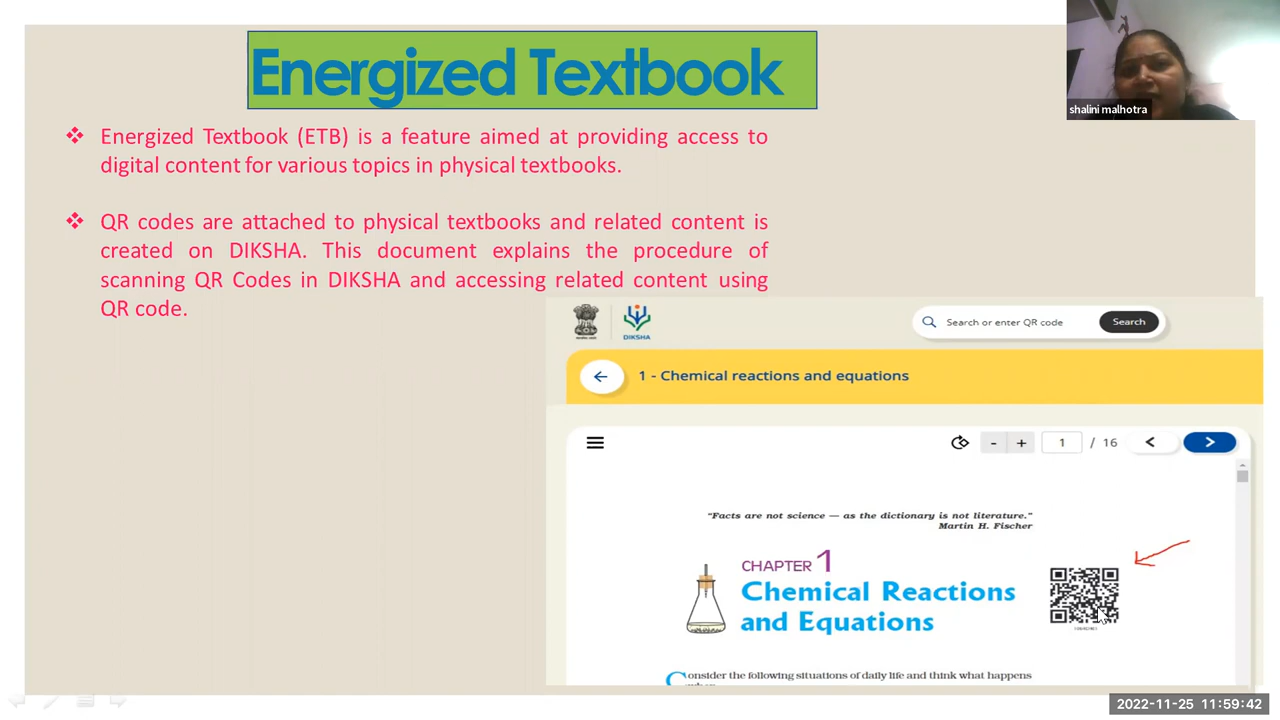 Energized Textbook
shalini malhotra
❖ Energized Textbook (ETB) is a feature aimed at providing access to
digital content for various topics in physical textbooks.
❖ QR codes are attached to physical textbooks and related content is
created on DIKSHA. This document explains the procedure of
scanning QR Codes in DIKSHA and accessing related content using
QR code.
DIKSHA
Search or enter QR code
Search
1 - Chemical reactions and equations
- + 1 / 16
“Facts are not science — as the dictionary is not literature.”
Martin H. Fischer
CHAPTER 1
Chemical Reactions
and Equations
Consider the following situations of daily life and think what happens
2022-11-25 11:59:42